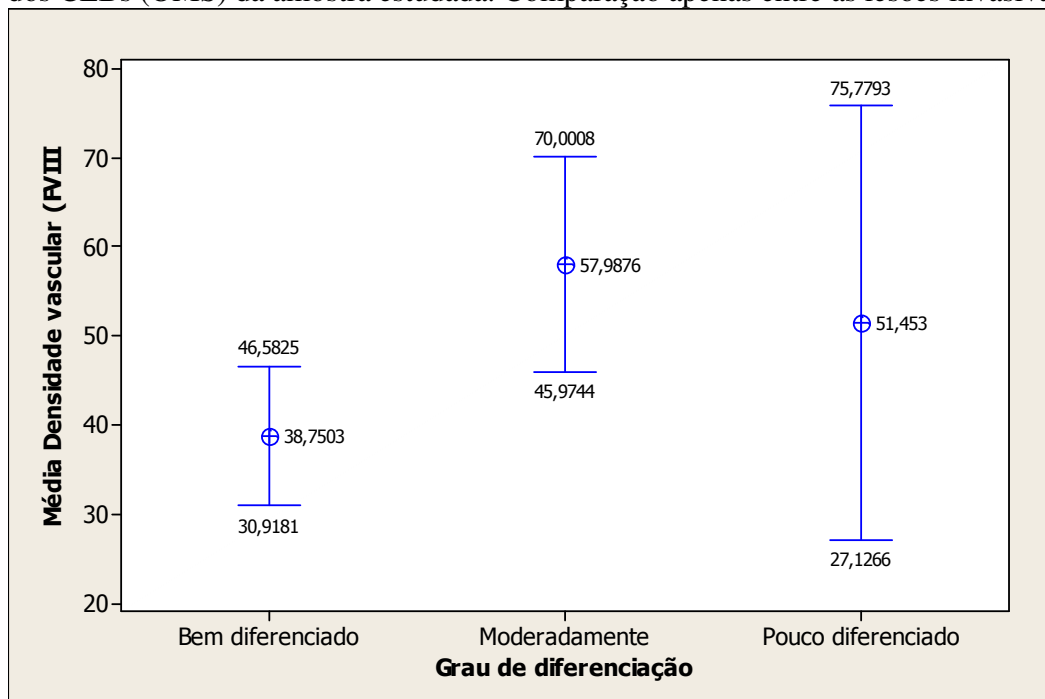 dos CEBs (OMS) da amostra estudada. Comparação apenas entre as lesões invasiva
80
70
60
50
40
30
20
Média Densidade vascular (FVIII
46,5825
38,7503
30,9181
70,0008
57,9876
45,9744
75,7793
51,453
27,1266
Bem diferenciado
Moderadamente
Pouco diferenciado
Grau de diferenciação